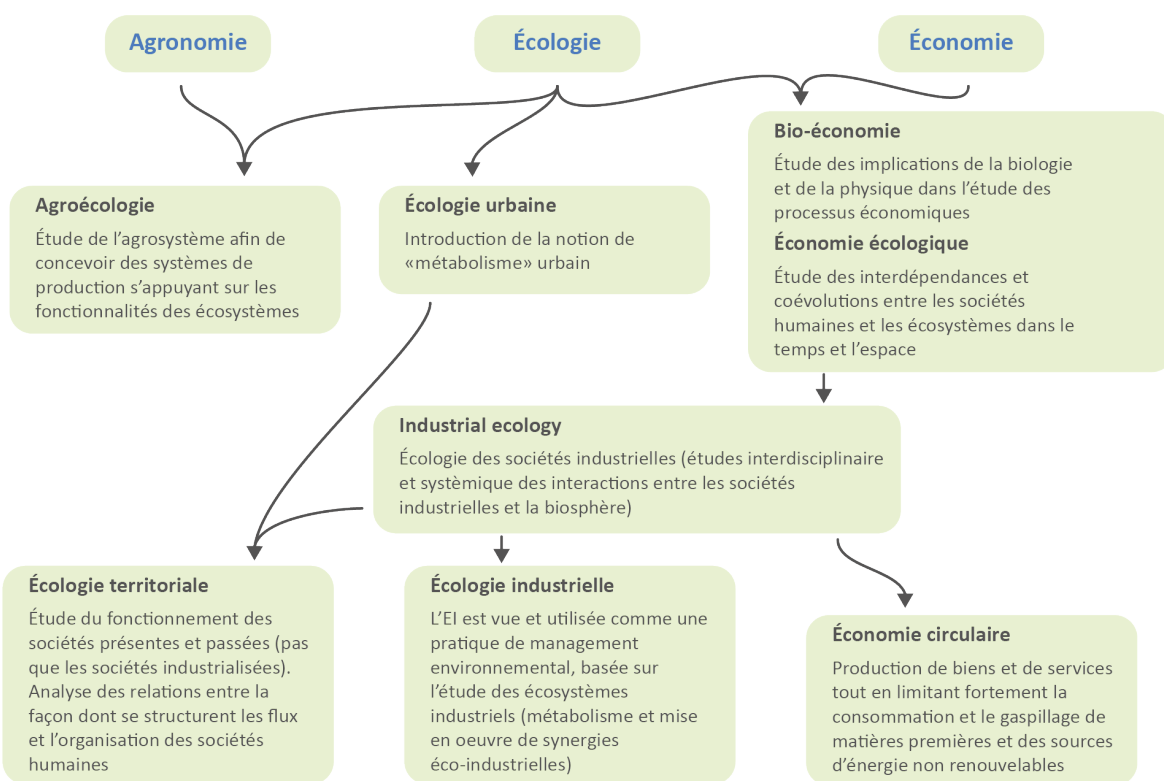 Agronomie
Écologie
Économie
Agroécologie
Étude de l’agrosystème afin de
concevoir des systèmes de
production s’appuyant sur les
fonctionnalités des écosystèmes
Écologie urbaine
Introduction de la notion de
«métabolisme» urbain
Bio-économie
Étude des implications de la biologie
et de la physique dans l’étude des
processus économiques
Économie écologique
Étude des interdépendances et
coévolutions entre les sociétés
humaines et les écosystèmes dans le
temps et l’espace
Industrial ecology
Écologie des sociétés industrielles (études interdisciplinaire
et systèmique des interactions entre les sociétés
industrielles et la biosphère)
Écologie territoriale
Étude du fonctionnement des
sociétés présentes et passées (pas
que les sociétés industrialisées).
Analyse des relations entre la
façon dont se structurent les flux
et l’organisation des sociétés
humaines
Écologie industrielle
L’EI est vue et utilisée comme une
pratique de management
environnemental, basée sur
l’étude des écosystèmes
industriels (métabolisme et mise
en oeuvre de synergies
éco-industrielles)
Économie circulaire
Production de biens et de services
tout en limitant fortement la
consommation et le gaspillage de
matières premières et des sources
d’énergie non renouvelables